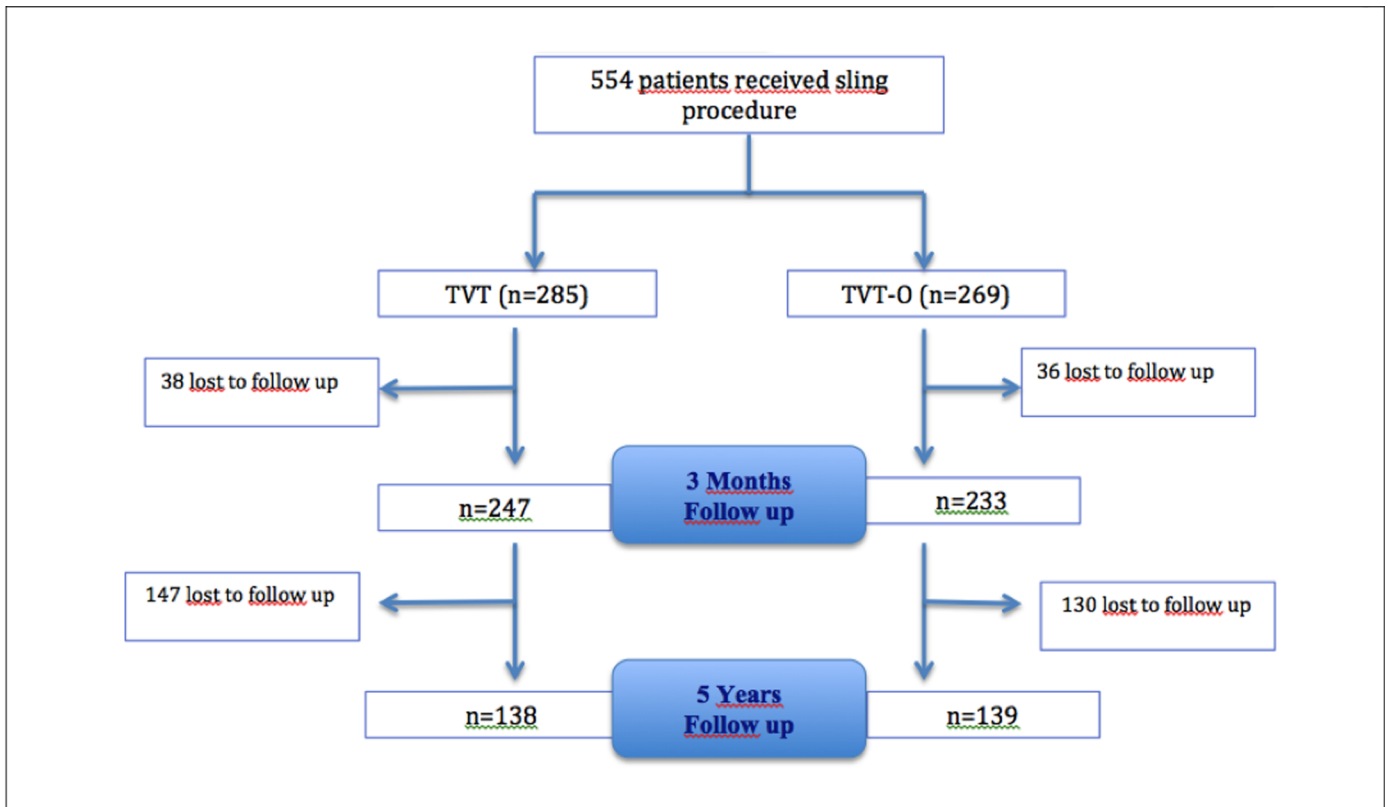 554 patients received sling
procedure
TVT (n=285)
TVT-O (n=269)
38 lost to follow up
36 lost to follow up
3 Months
Follow up
n=247
n=233
147 lost to follow up
130 lost to follow up
5 Years
Follow up
n=138
n=139